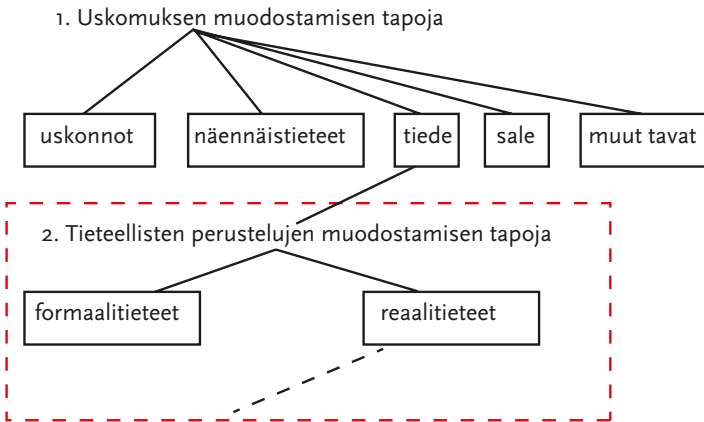 1. Uskomuksen muodostamisen tapoja
uskonnot
näennäistieteet
tiede
sale
muut tavat
2. Tieteellisten perustelujen muodostamisen tapoja
formaalitieteet
reaalitieteet